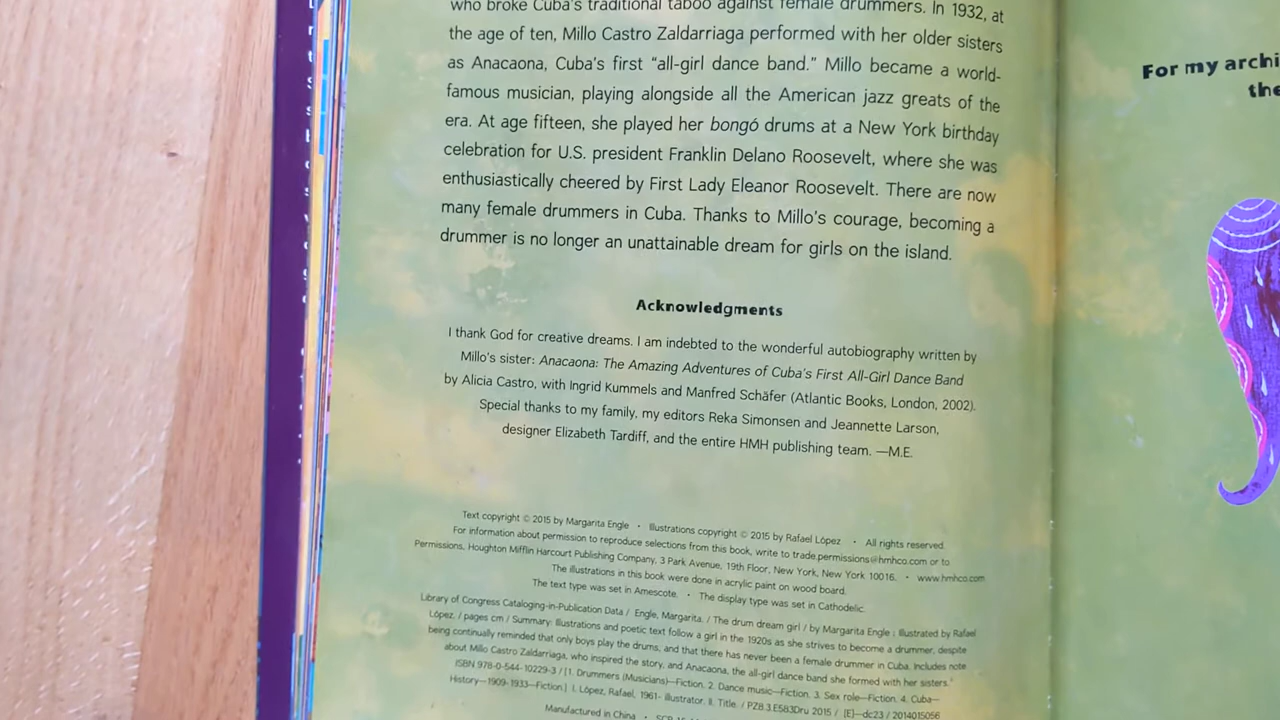 who broke Cuba's traditional taboo against female drummers. In 1932, at
the age of ten, Millo Castro Zaldarriaga performed with her older sisters
as Anacaona, Cuba's first “all-girl dance band.” Millo became a world-
famous musician, playing alongside all the American jazz greats of the
era. At age fifteen, she played her bongó drums at a New York birthday
celebration for U.S. president Franklin Delano Roosevelt, where she was
enthusiastically cheered by First Lady Eleanor Roosevelt. There are now
many female drummers in Cuba. Thanks to Millo's courage, becoming a
drummer is no longer an unattainable dream for girls on the island.
Acknowledgments
I thank God for creative dreams. I am indebted to the wonderful autobiography written by
Millo's sister: Anacaona: The Amazing Adventures of Cuba's First All-Girl Dance Band
by Alicia Castro, with Ingrid Kummels and Manfred Schäfer (Atlantic Books, London, 2002).
Special thanks to my family, my editors Reka Simonsen and Jeannette Larson,
designer Elizabeth Tardiff, and the entire HMH publishing team. —M.E.
Text copyright © 2015 by Margarita Engle • Illustrations copyright © 2015 by Rafael López • All rights reserved.
For information about permission to reproduce selections from this book, write to trade.permissions@hmhco.com or to
Permissions, Houghton Mifflin Harcourt Publishing Company, 3 Park Avenue, 19th Floor, New York, New York 10016. • www.hmhco.com
The illustrations in this book were done in acrylic paint on wood board.
The text type was set in Amescote. • The display type was set in Cathodelic.
Library of Congress Cataloging-in-Publication Data / Engle, Margarita. / The drum dream girl / by Margarita Engle ; illustrated by Rafael
López. / pages cm / Summary: Illustrations and poetic text follow a girl in the 1920s as she strives to become a drummer, despite
being continually reminded that only boys play the drums, and that there has never been a female drummer in Cuba. Includes note
about Millo Castro Zaldarriaga, who inspired the story, and Anacaona, the all-girl dance band she formed with her sisters."
ISBN 978-0-544-10229-3 / [1. Drummers (Musicians)—Fiction. 2. Dance music—Fiction. 3. Sex role—Fiction. 4. Cuba—
History—1909-1933—Fiction.] I. López, Rafael, 1961- illustrator. II. Title. / PZ8.3.E583Dru 2015 / [E]—dc23 / 2014015056
Manufactured in China •
For my archi
the